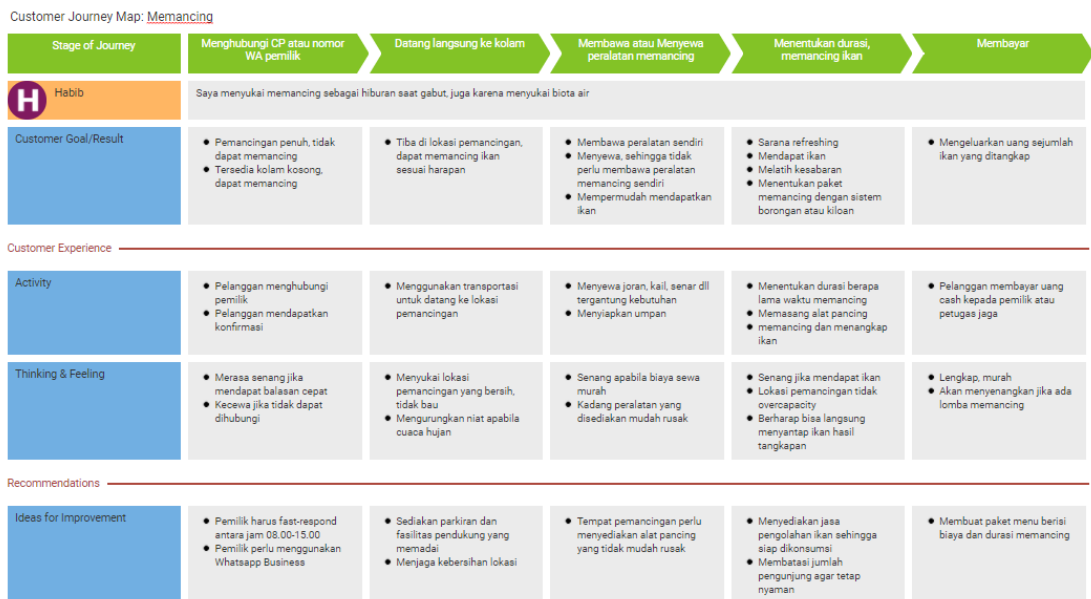 Customer Journey Map: Memancing
Stage of Journey
Menghubungi CP atau nomor
WA pemilik
Datang langsung ke kolam
Membawa atau Menyewa
peralatan memancing
Menentukan durasi,
memancing ikan
Membayar
H
Habib
Saya menyukai memancing sebagai hiburan saat gabut, juga karena menyukai biota air
Customer Goal/Result
● Pemancingan penuh, tidak
dapat memancing
● Tersedia kolam kosong,
dapat memancing
● Tiba di lokasi pemancingan,
dapat memancing ikan
sesuai harapan
● Membawa peralatan sendiri
● Menyewa, sehingga tidak
perlu membawa peralatan
memancing sendiri
● Mempermudah mendapatkan
ikan
● Sarana refreshing
● Mendapat ikan
● Melatih kesabaran
● Menentukan paket
memancing dengan sistem
borongan atau kiloan
● Mengeluarkan uang sejumlah
ikan yang ditangkap
Customer Experience
Activity
● Pelanggan menghubungi
pemilik
● Pelanggan mendapatkan
konfirmasi
● Menggunakan transportasi
untuk datang ke lokasi
pemancingan
● Menyewa joran, kail, senar dll
tergantung kebutuhan
● Menyiapkan umpan
● Menentukan durasi berapa
lama waktu memancing
● Memasang alat pancing
● memancing dan menangkap
ikan
● Pelanggan membayar uang
cash kepada pemilik atau
petugas jaga
Thinking & Feeling
● Merasa senang jika
mendapat balasan cepat
● Kecewa jika tidak dapat
dihubungi
● Menyukai lokasi
pemancingan yang bersih,
tidak bau
● Mengurungkan niat apabila
cuaca hujan
● Senang apabila biaya sewa
murah
● Kadang peralatan yang
disediakan mudah rusak
● Senang jika mendapat ikan
● Lokasi pemancingan tidak
overcapacity
● Berharap bisa langsung
menyantap ikan hasil
tangkapan
● Lengkap, murah
● Akan menyenangkan jika ada
lomba memancing
Recommendations
Ideas for Improvement
● Pemilik harus fast-respond
antara jam 08.00-15.00
● Pemilik perlu menggunakan
Whatsapp Business
● Sediakan parkiran dan
fasilitas pendukung yang
memadai
● Menjaga kebersihan lokasi
● Tempat pemancingan perlu
menyediakan alat pancing
yang tidak mudah rusak
● Menyediakan jasa
pengolahan ikan sehingga
siap dikonsumsi
● Membatasi jumlah
pengunjung agar tetap
nyaman
● Membuat paket menu berisi
biaya dan durasi memancing